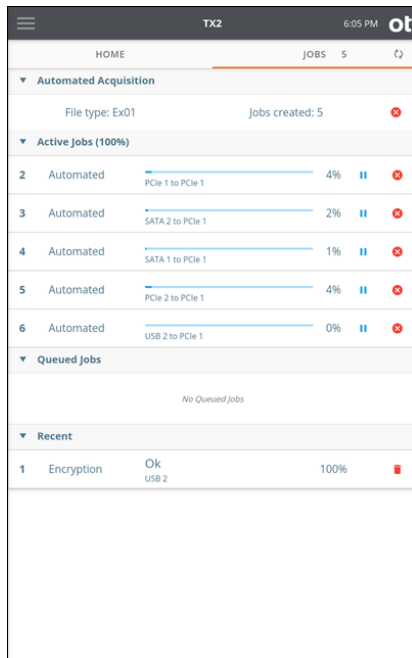 TX2 6:05 PM ot
HOME JOBS 5
Automated Acquisition
File type: Ex01 Jobs created: 5
Active Jobs (100%)
2 Automated 4%
PCIe 1 to PCIe 1
3 Automated 2%
SATA 2 to PCIe 1
4 Automated 1%
SATA 1 to PCIe 1
5 Automated 4%
PCIe 2 to PCIe 1
6 Automated 0%
USB 2 to PCIe 1
Queued Jobs
No Queued Jobs
Recent
1 Encryption Ok 100%
USB 2